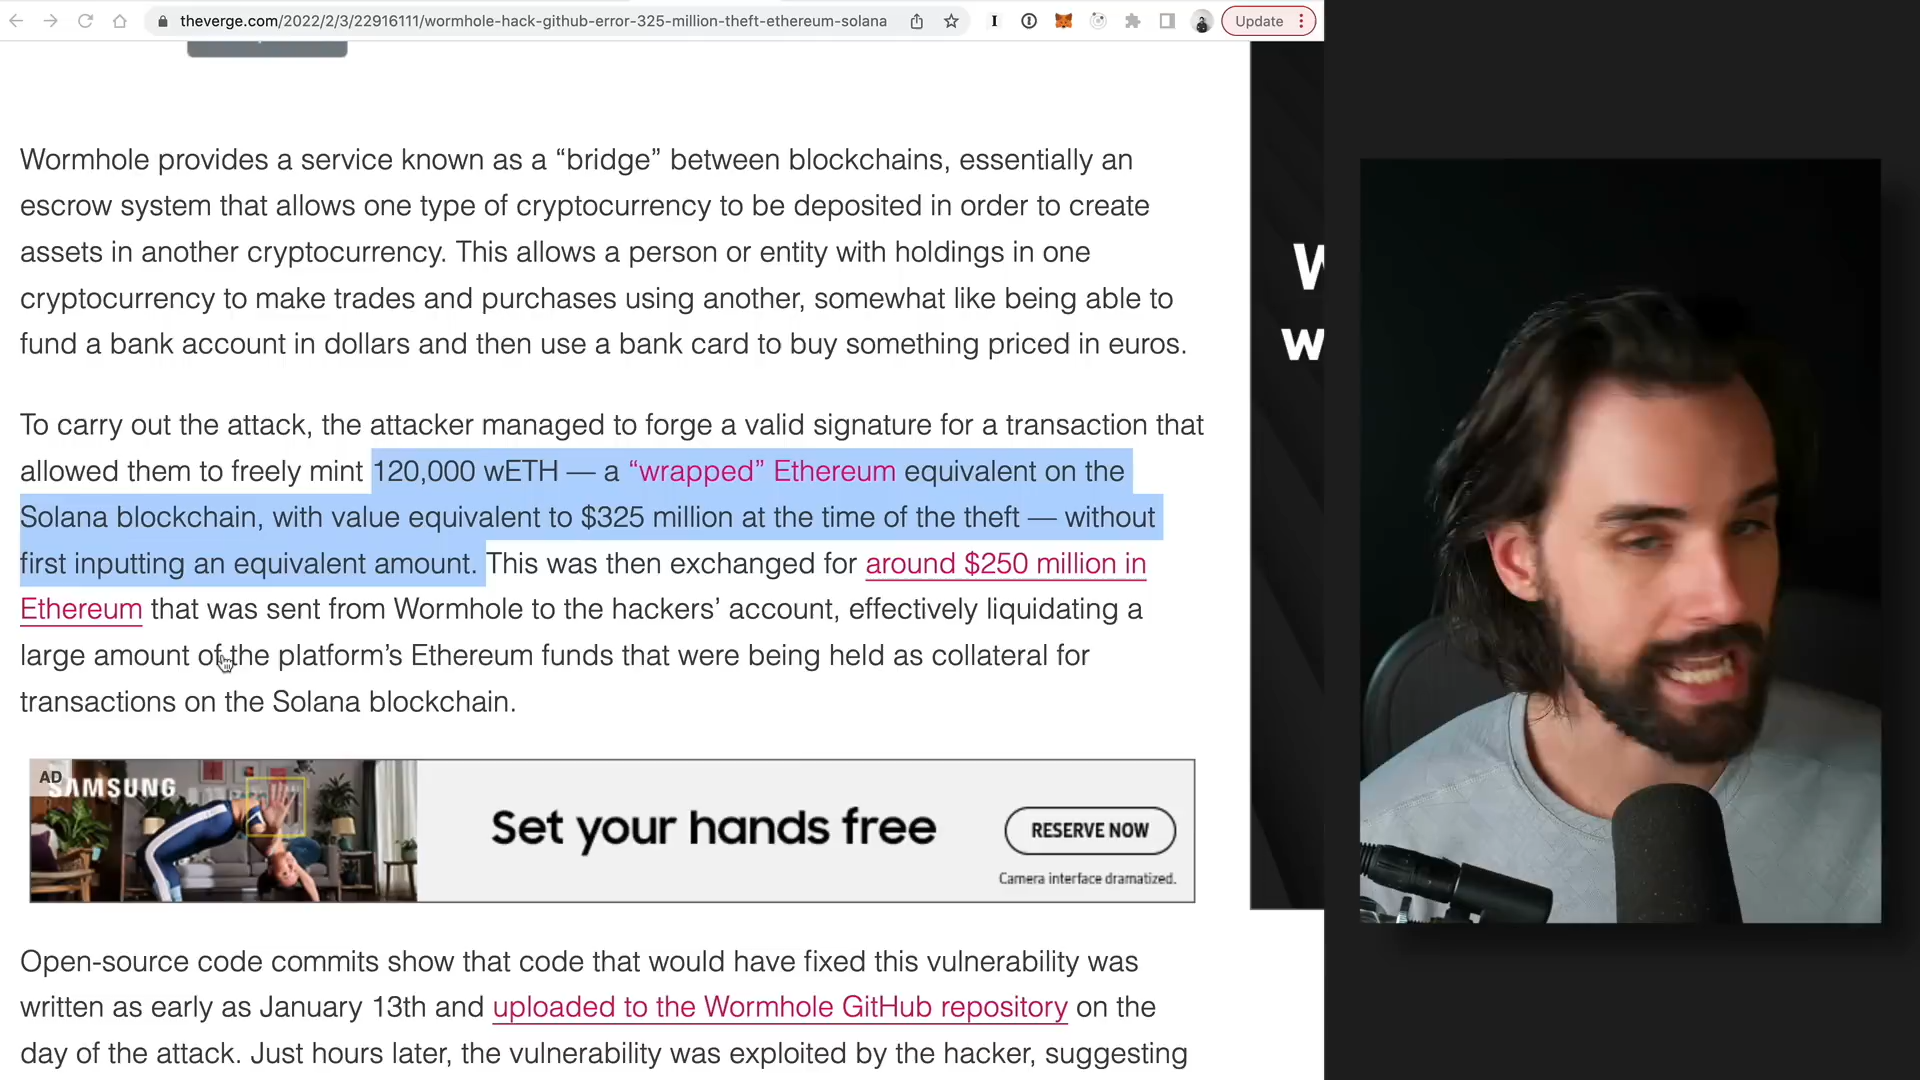 theverge.com/2022/2/3/22916111/wormhole-hack-github-error-325-million-theft-ethereum-solana
Update
Wormhole provides a service known as a “bridge” between blockchains, essentially an
escrow system that allows one type of cryptocurrency to be deposited in order to create
assets in another cryptocurrency. This allows a person or entity with holdings in one
cryptocurrency to make trades and purchases using another, somewhat like being able to
fund a bank account in dollars and then use a bank card to buy something priced in euros.
To carry out the attack, the attacker managed to forge a valid signature for a transaction that
allowed them to freely mint 120,000 wETH — a “wrapped” Ethereum equivalent on the
Solana blockchain, with value equivalent to $325 million at the time of the theft — without
first inputting an equivalent amount. This was then exchanged for around $250 million in
Ethereum that was sent from Wormhole to the hackers’ account, effectively liquidating a
large amount of the platform’s Ethereum funds that were being held as collateral for
transactions on the Solana blockchain.
AD
SAMSUNG
Set your hands free
RESERVE NOW
Camera interface dramatized.
Open-source code commits show that code that would have fixed this vulnerability was
written as early as January 13th and uploaded to the Wormhole GitHub repository on the
day of the attack. Just hours later, the vulnerability was exploited by the hacker, suggesting
W
w